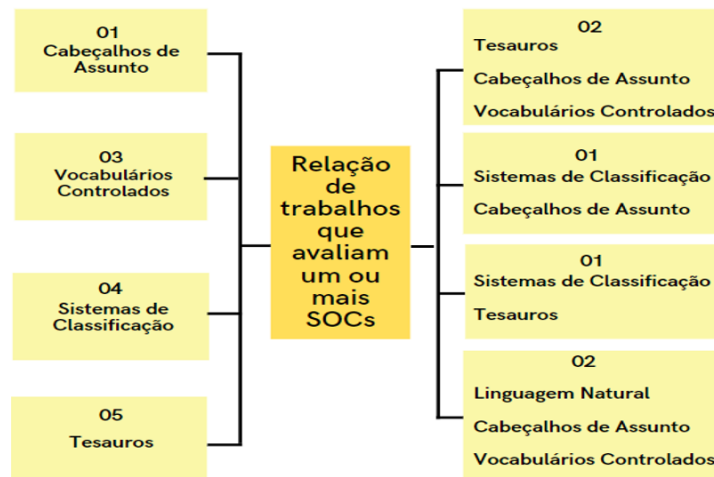 01
Cabeçalhos de
Assunto
03
Vocabulários
Controlados
04
Sistemas de
Classificação
05
Tesauros
Relação
de
trabalhos
que
avaliam
um ou
mais
SOCs
02
Tesauros
Cabeçalhos de Assunto
Vocabulários Controlados
01
Sistemas de Classificação
Cabeçalhos de Assunto
01
Sistemas de Classificação
Tesauros
02
Linguagem Natural
Cabeçalhos de Assunto
Vocabulários Controlados